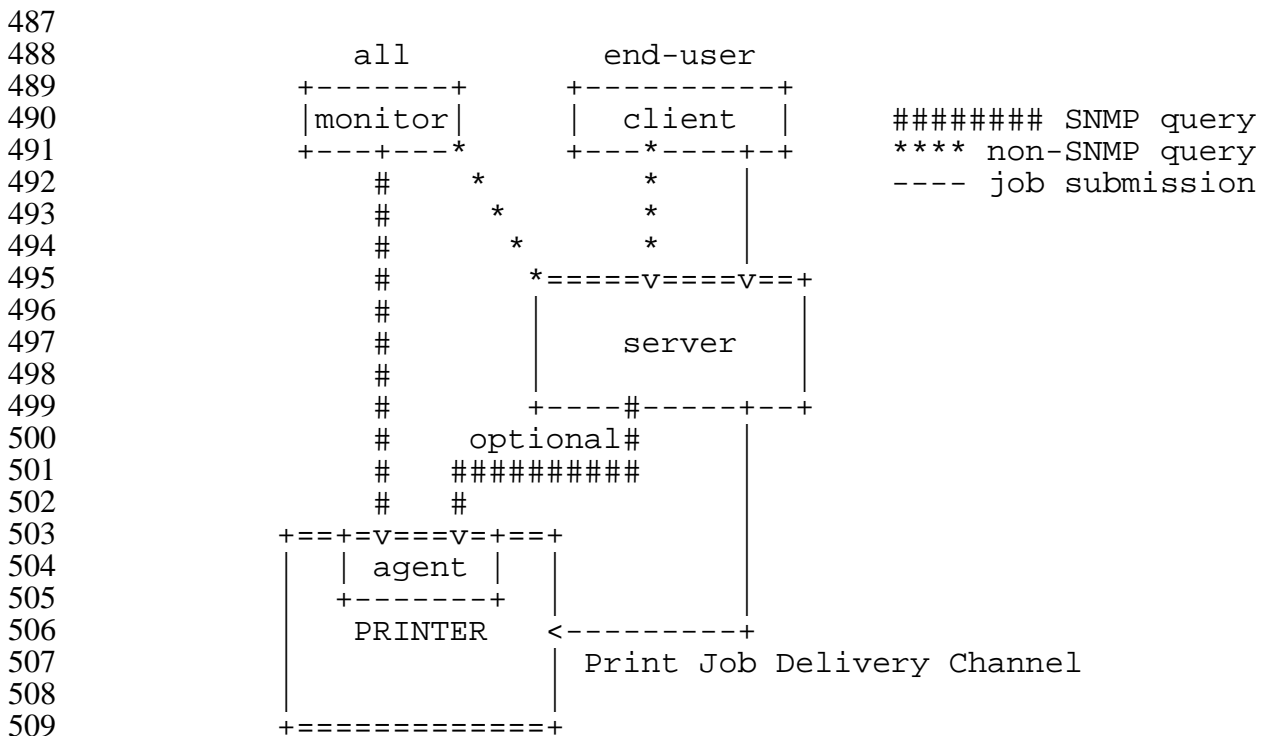 487
488 all end-user
489 +-------+ +----------+
490 |monitor| | client | ######## SNMP query
491 +---+---* +---*----+-+ **** non-SNMP query
492 # * * | ---- job submission
493 # * * |
494 # * * |
495 # *=====v====v==+
496 # | |
497 # | server |
498 # | |
499 # +----#-----+--+
500 # optional# |
501 # ########## |
502 # # |
503 +==+=v===v=+==+ |
504 | | agent | | |
505 | +-------+ | |
506 | PRINTER <---------+
507 | | Print Job Delivery Channel
508 | |
509 +=============+